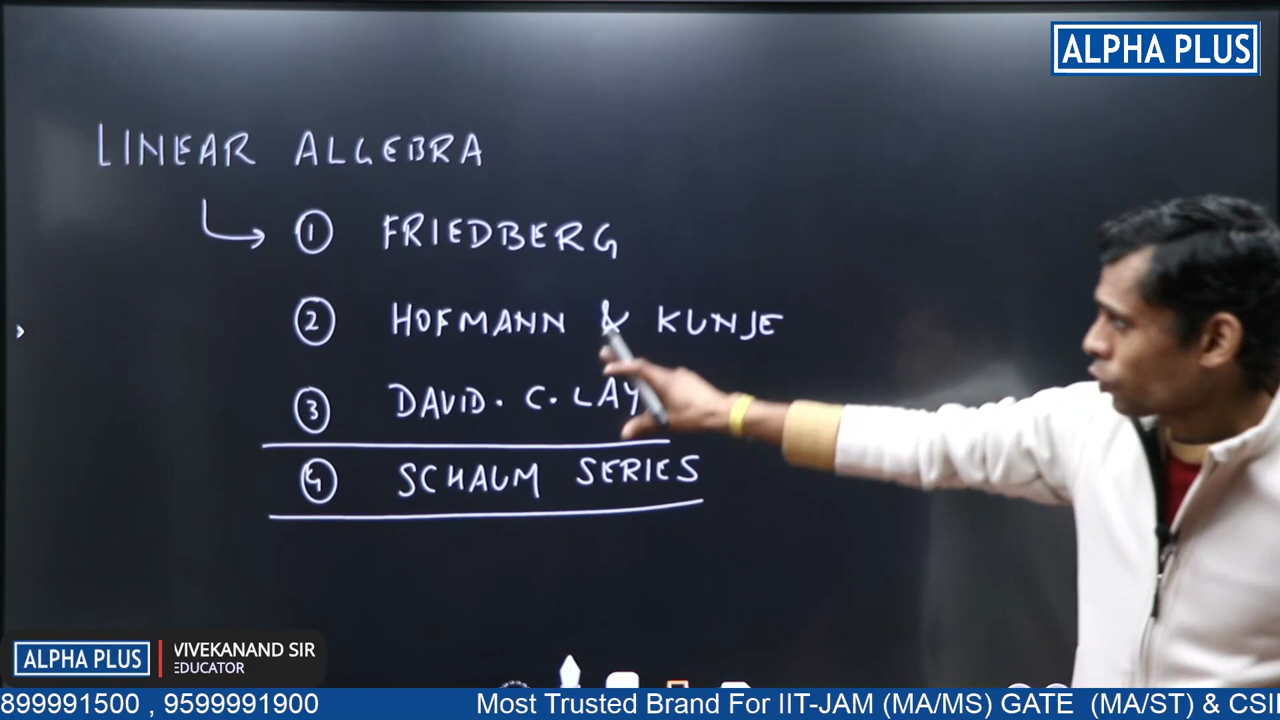 ALPHA PLUS
LINEAR ALGEBRA
① FRIEDBERG
② HOFMANN & KUNJE
③ DAVID. C. LAY
④ SCHAUM SERIES
ALPHA PLUS
VIVEKANAND SIR
EDUCATOR
899991500 , 9599991900 Most Trusted Brand For IIT-JAM (MA/MS) GATE (MA/ST) & CSI